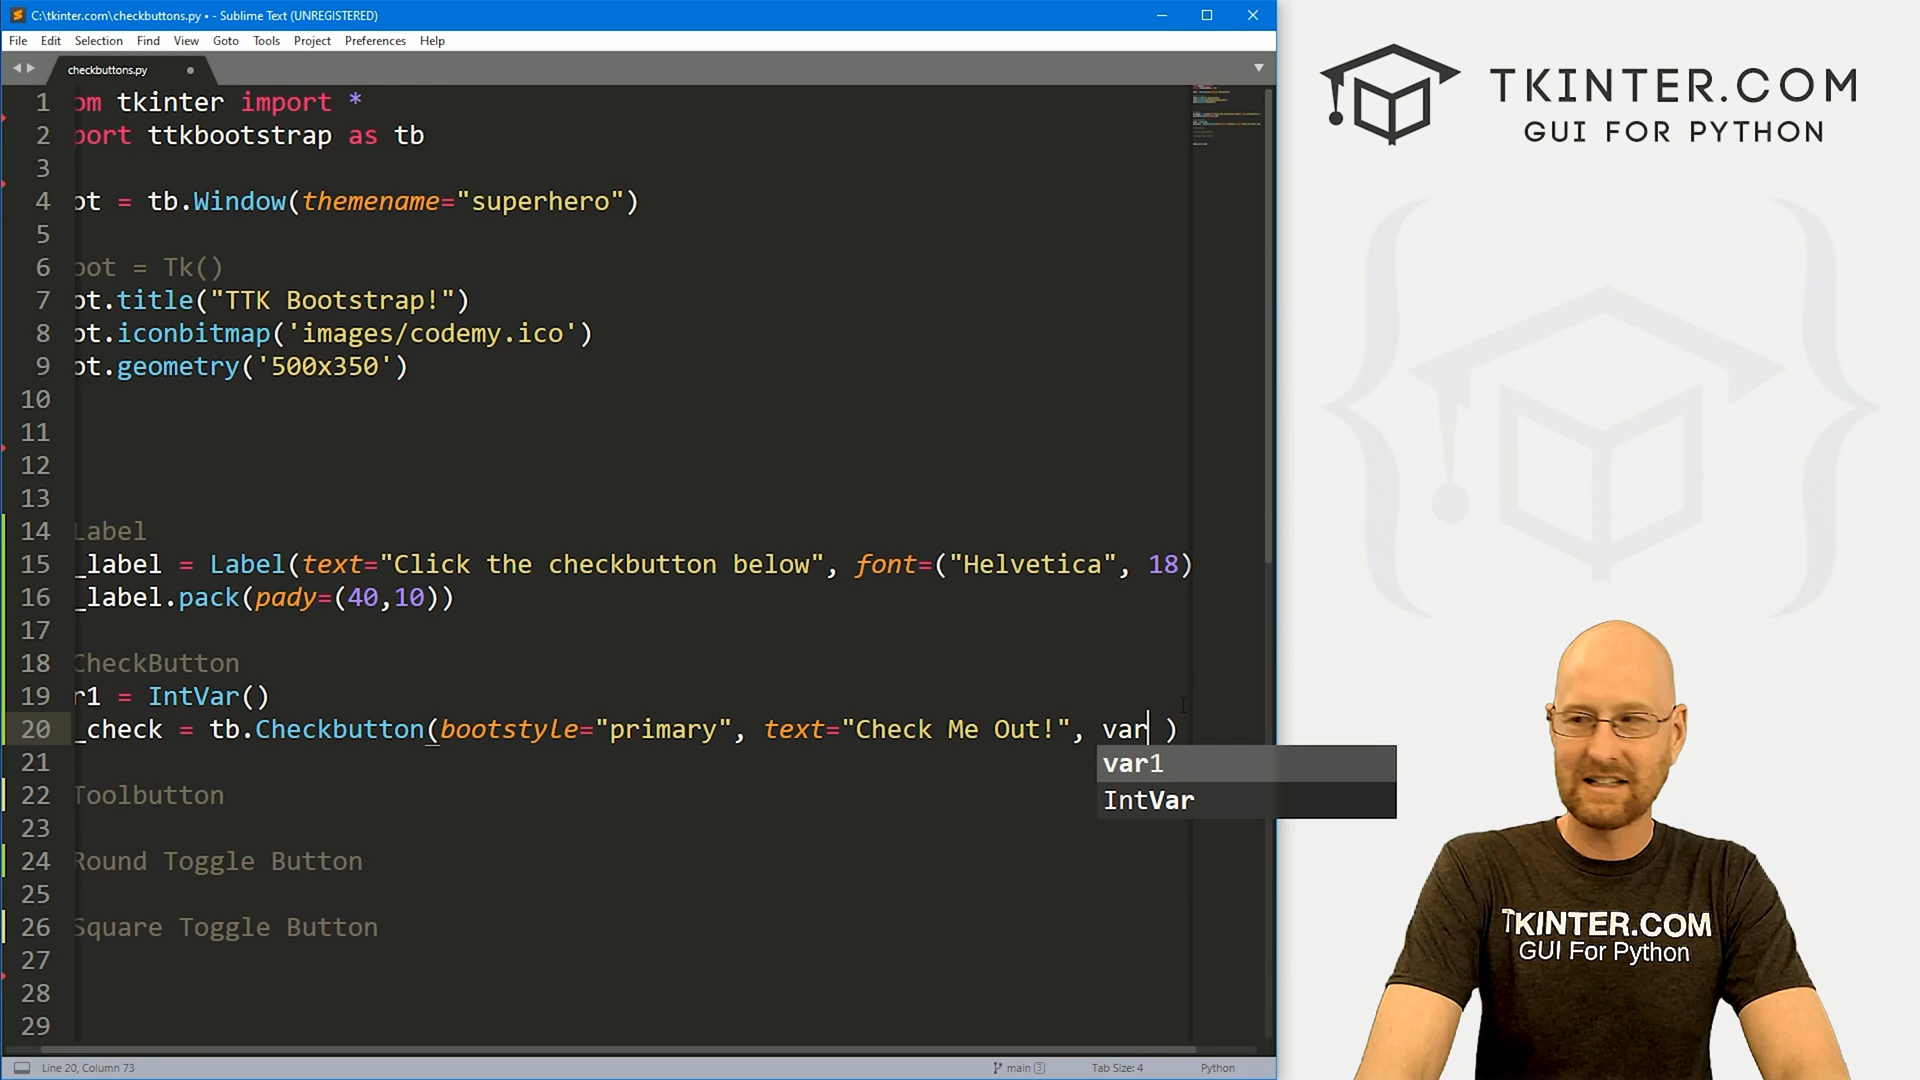 C:\tkinter.com\checkbuttons.py • - Sublime Text (UNREGISTERED)
File Edit Selection Find View Goto Tools Project Preferences Help
checkbuttons.py
1 om tkinter import *
2 port ttkbootstrap as tb
3
4 ot = tb.Window(themename="superhero")
5
6 oot = Tk()
7 ot.title("TTK Bootstrap!")
8 ot.iconbitmap('images/codemy.ico')
9 ot.geometry('500x350')
10
11
12
13
14 Label
15 _label = Label(text="Click the checkbutton below", font=("Helvetica", 18)
16 _label.pack(pady=(40,10))
17
18 CheckButton
19 r1 = IntVar()
20 _check = tb.Checkbutton(bootstyle="primary", text="Check Me Out!", var )
var1
IntVar
21
22 Toolbutton
23
24 Round Toggle Button
25
26 Square Toggle Button
27
28
29
Line 20, Column 73
main 3
Tab Size: 4
Python
TKINTER.COM
GUI FOR PYTHON
TKINTER.COM
GUI For Python